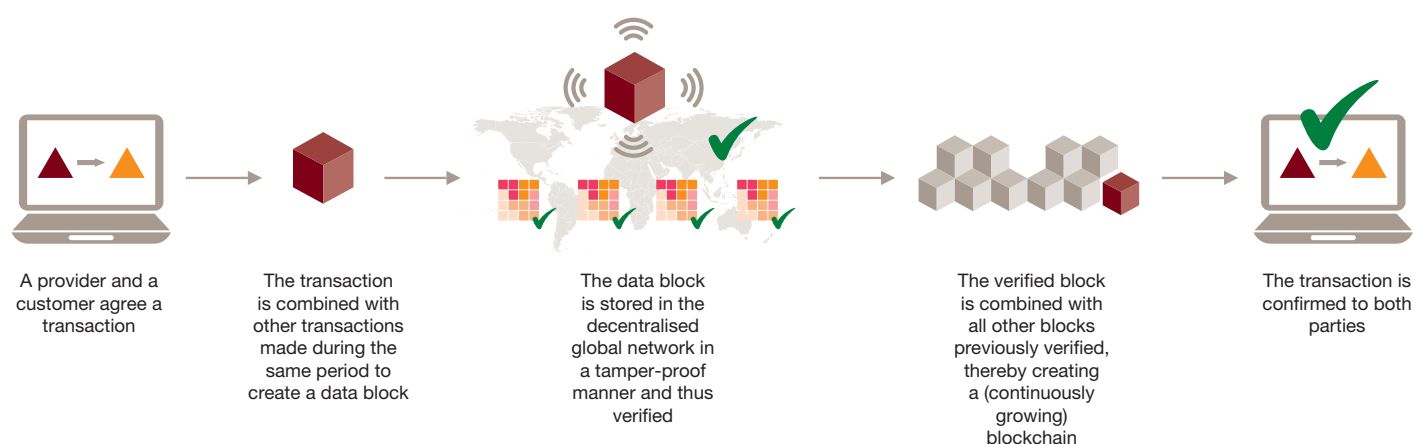 A provider and a
customer agree a
transaction
The transaction
is combined with
other transactions
made during the
same period to
create a data block
The data block
is stored in the
decentralised
global network in
a tamper-proof
manner and thus
verified
The verified block
is combined with
all other blocks
previously verified,
thereby creating
a (continuously
growing)
blockchain
The transaction is
confirmed to both
parties